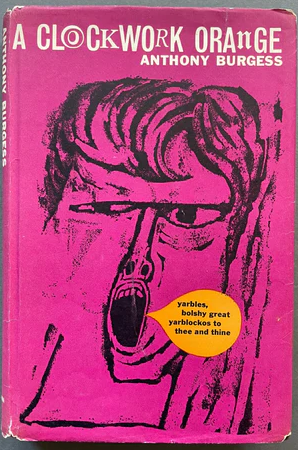 A CLOCKWORK ORANGE
ANTHONY BURGESS
ANTHONY BURGESS
yarbles,
bolshy great
yarblockos to
thee and thine